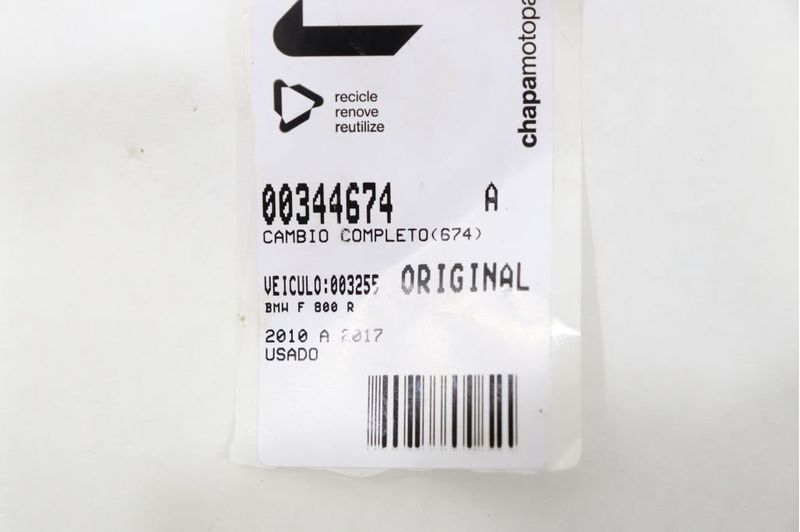 recicle
renove
reutilize
chapamotopa
00344674 A
CAMBIO COMPLETO(674)
VEICULO:003255 ORIGINAL
BMW F 800 R
2010 A 2017
USADO